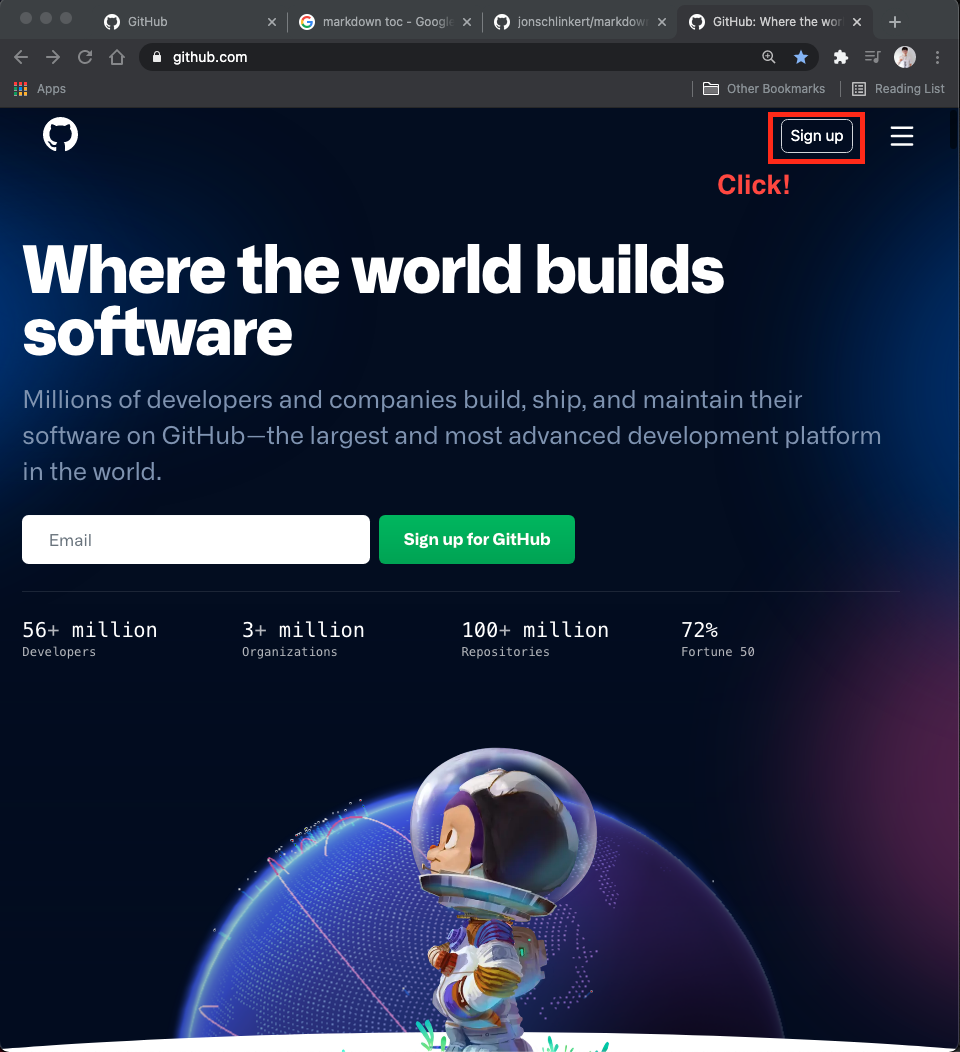 GitHub
markdown toc - Google
jonschlinkert/markdown
GitHub: Where the wor
github.com
Apps
Other Bookmarks
Reading List
Sign up
Click!
Where the world builds
software
Millions of developers and companies build, ship, and maintain their
software on GitHub—the largest and most advanced development platform
in the world.
Email
Sign up for GitHub
56+ million
Developers
3+ million
Organizations
100+ million
Repositories
72%
Fortune 50